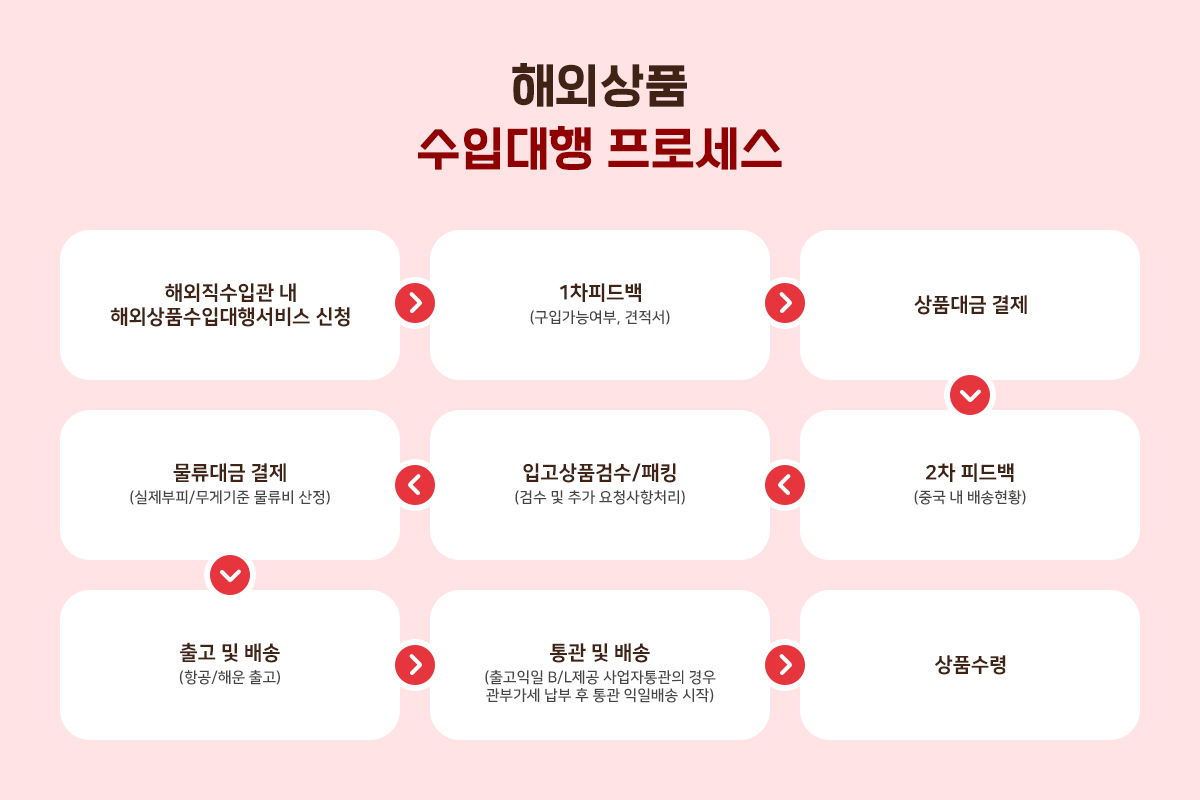 해외상품
수입대행 프로세스
해외직수입관 내
해외상품수입대행서비스 신청
1차피드백
(구입가능여부, 견적서)
상품대금 결제
2차 피드백
(중국 내 배송현황)
입고상품검수/패킹
(검수 및 추가 요청사항처리)
물류대금 결제
(실제부피/무게기준 물류비 산정)
출고 및 배송
(항공/해운 출고)
통관 및 배송
(출고익일 B/L제공 사업자통관의 경우
관부가세 납부 후 통관 익일배송 시작)
상품수령